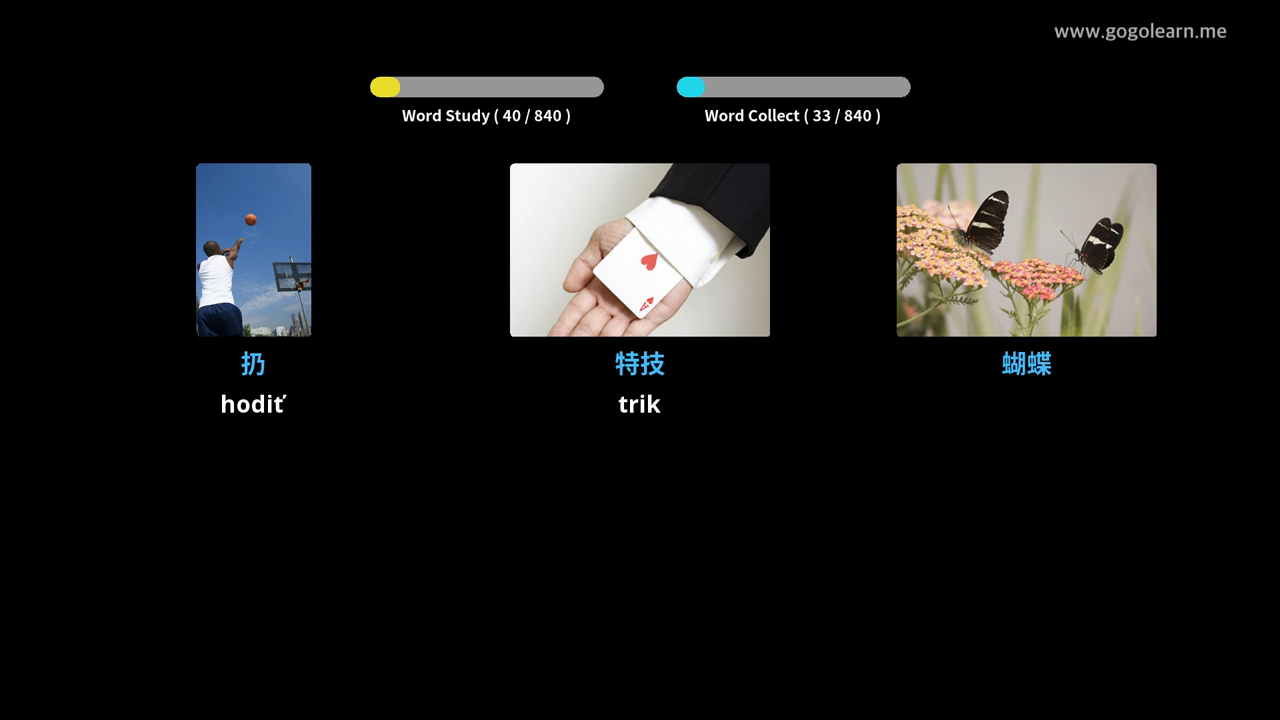 www.gogolearn.me
Word Study ( 40 / 840 )
Word Collect ( 33 / 840 )
扔
特技
蝴蝶
hodiť
trik